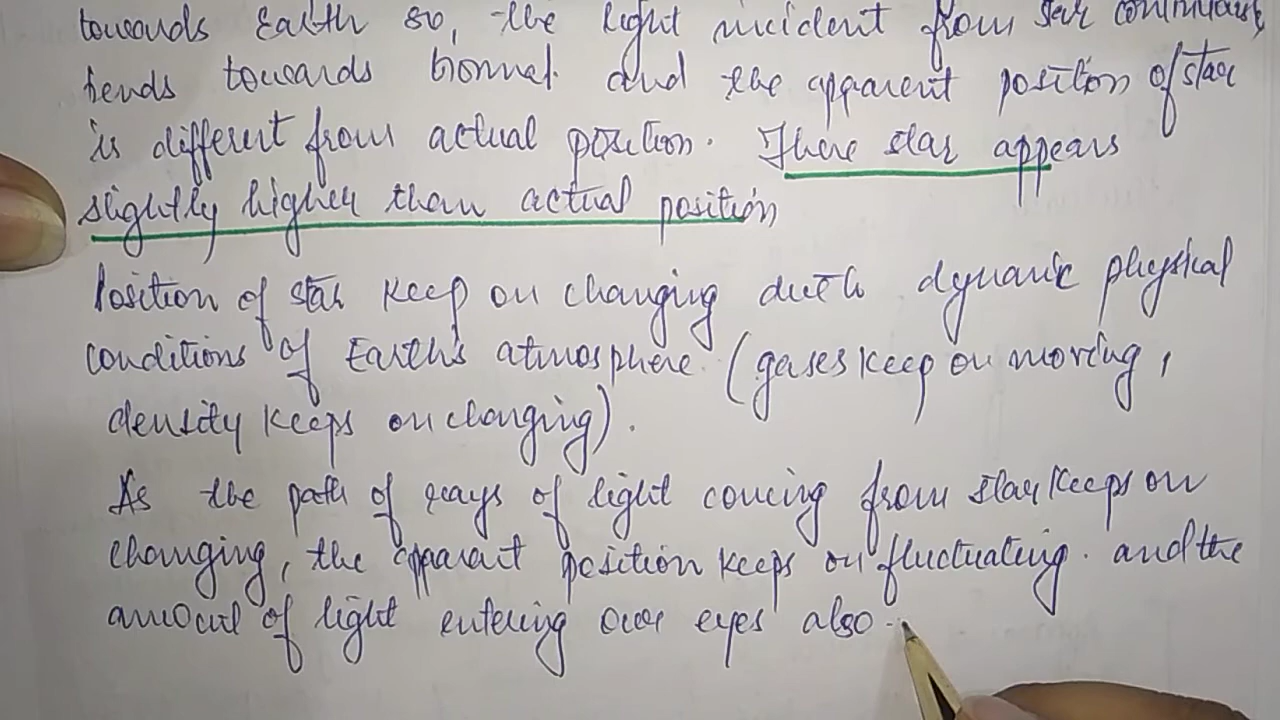 towards Earth so, the light incident from star continuously
bends towards normal. and the apparent position of star
is different from actual position. There star appears
slightly higher than actual position
Position of star keep on changing due to dynamic physical
conditions of Earth's atmosphere. (gases keep on moving,
density keeps on changing).
As the path of rays of light coming from star keeps on
changing, the apparent position keeps on fluctuating. and the
amount of light entering our eyes also